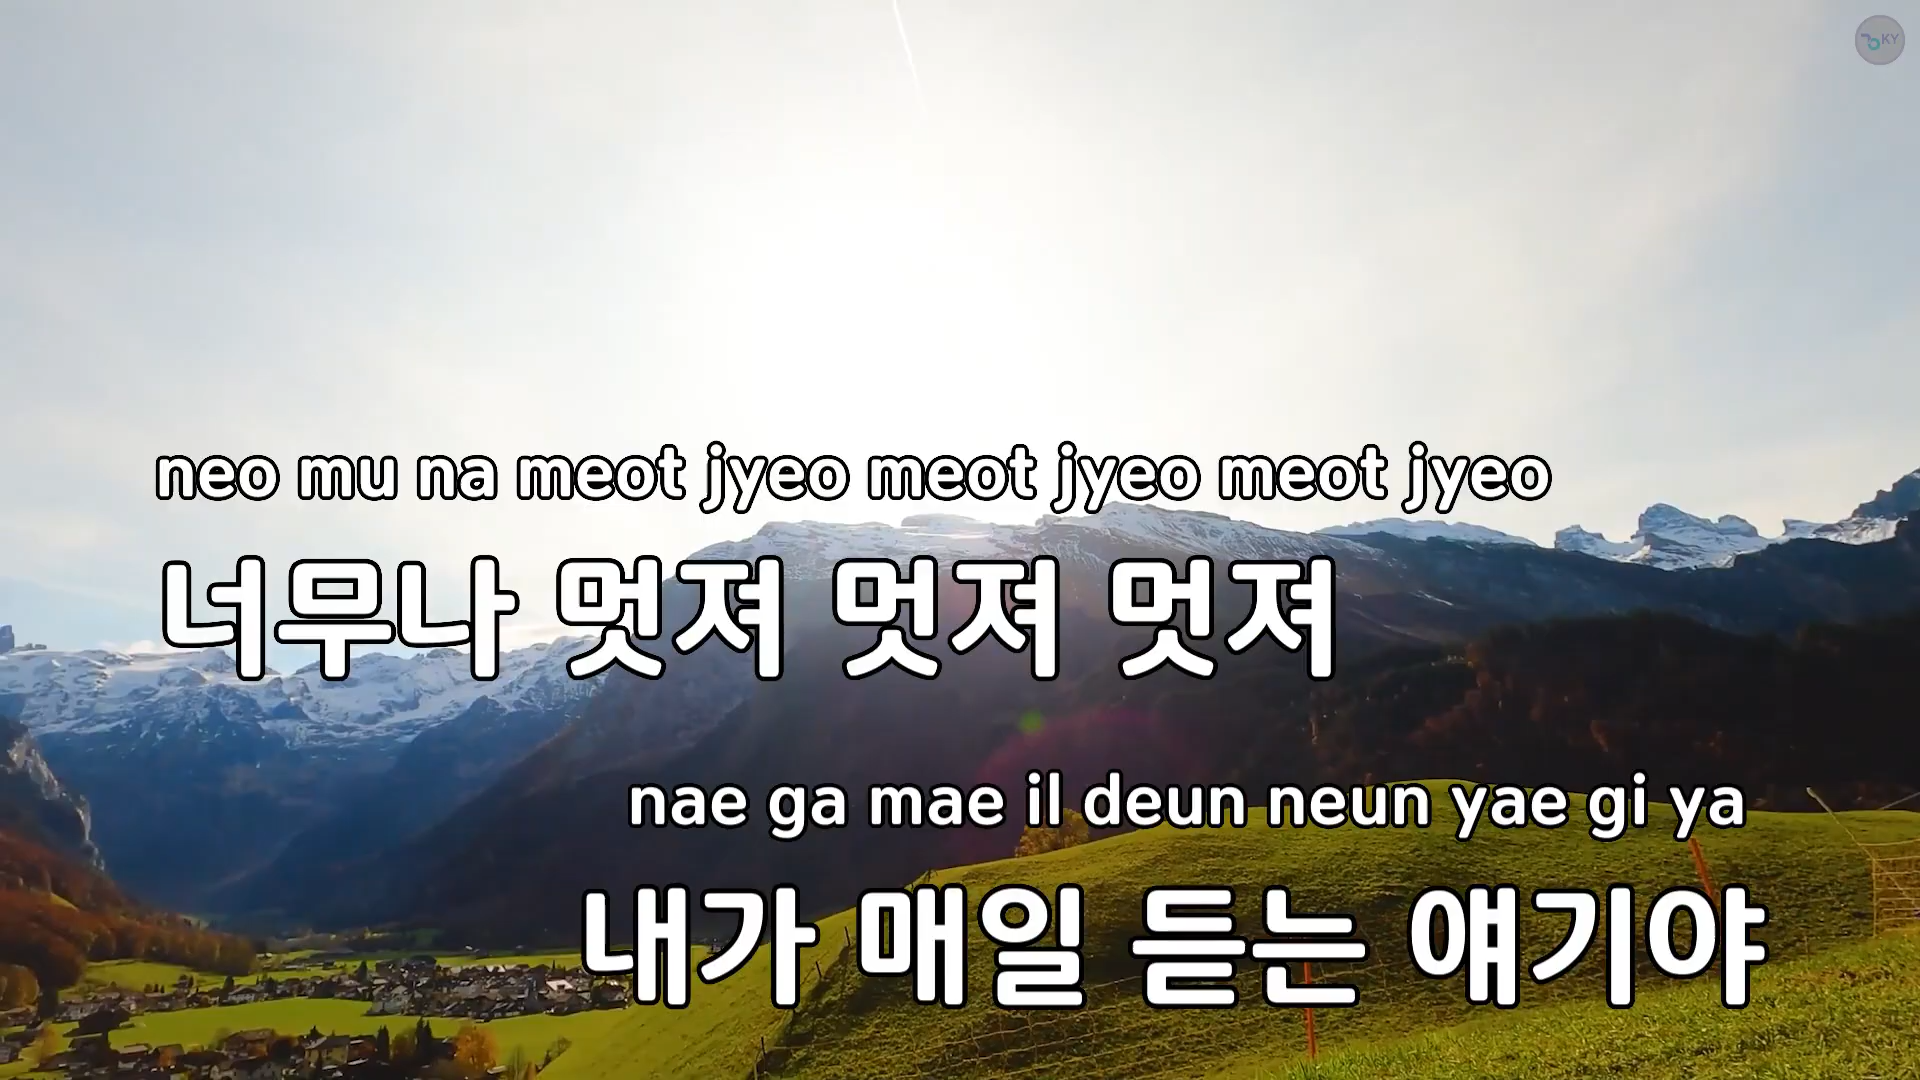 KY
neo mu na meot jyeo meot jyeo meot jyeo
너무나 멋져 멋져 멋져
nae ga mae il deun neun yae gi ya
내가 매일 듣는 얘기야